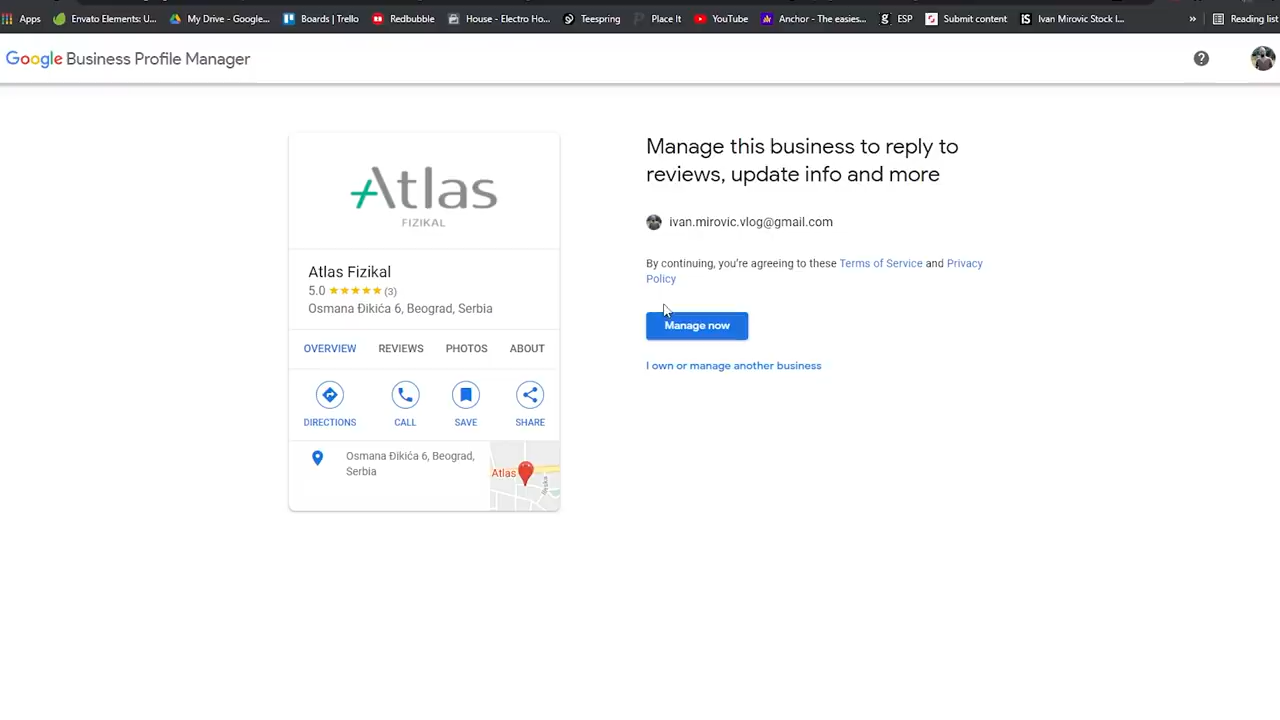 Apps Envato Elements: U... My Drive - Google... Boards | Trello Redbubble House - Electro Ho... Teespring Place It YouTube Anchor - The easies... ESP Submit content Ivan Mirovic Stock I... » Reading list
Google Business Profile Manager
Atlas
FIZIKAL
Atlas Fizikal
5.0 (3)
Osmana Đikića 6, Beograd, Serbia
OVERVIEW REVIEWS PHOTOS ABOUT
DIRECTIONS CALL SAVE SHARE
Osmana Đikića 6, Beograd,
Serbia
Atlas
Manage this business to reply to
reviews, update info and more
ivan.mirovic.vlog@gmail.com
By continuing, you're agreeing to these Terms of Service and Privacy
Policy
Manage now
I own or manage another business